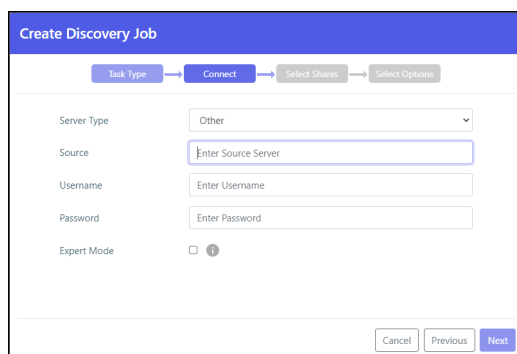 Create Discovery Job
Task Type Connect Select Shares Select Options
Server Type Other
Source Enter Source Server
Username Enter Username
Password Enter Password
Expert Mode i
Cancel Previous Next